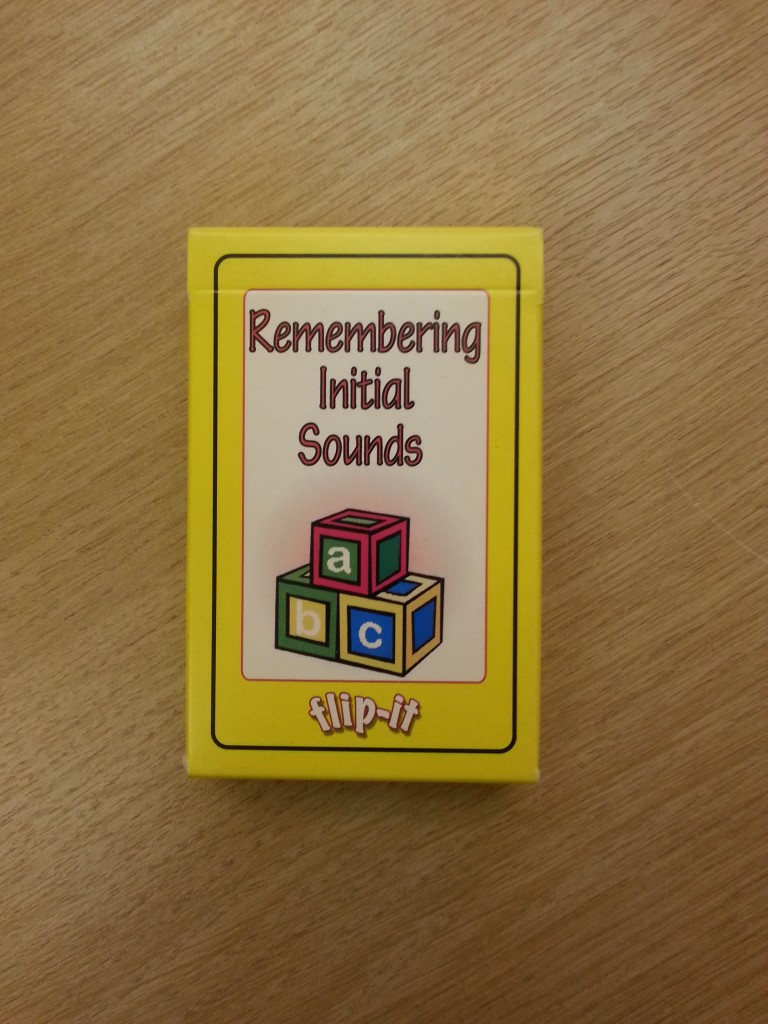 Remembering
Initial
Sounds
a
b
c
flip-it